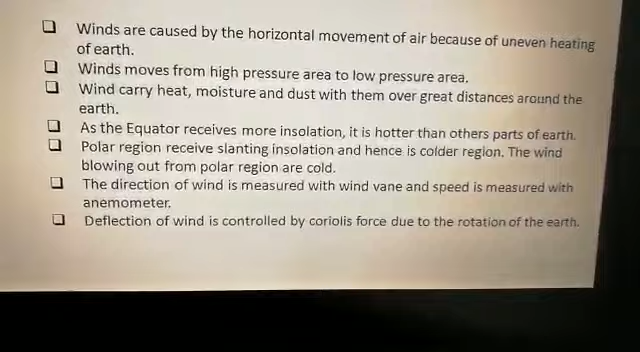 ❑ Winds are caused by the horizontal movement of air because of uneven heating
of earth.
❑ Winds moves from high pressure area to low pressure area.
❑ Wind carry heat, moisture and dust with them over great distances around the
earth.
❑ As the Equator receives more insolation, it is hotter than others parts of earth.
❑ Polar region receive slanting insolation and hence is colder region. The wind
blowing out from polar region are cold.
❑ The direction of wind is measured with wind vane and speed is measured with
anemometer.
❑ Deflection of wind is controlled by coriolis force due to the rotation of the earth.